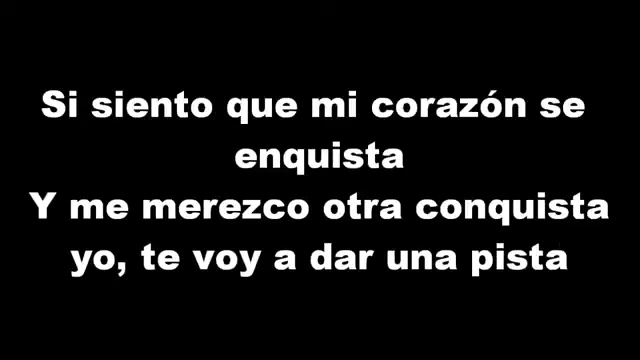 Si siento que mi corazón se
enquista
Y me merezco otra conquista
yo, te voy a dar una pista